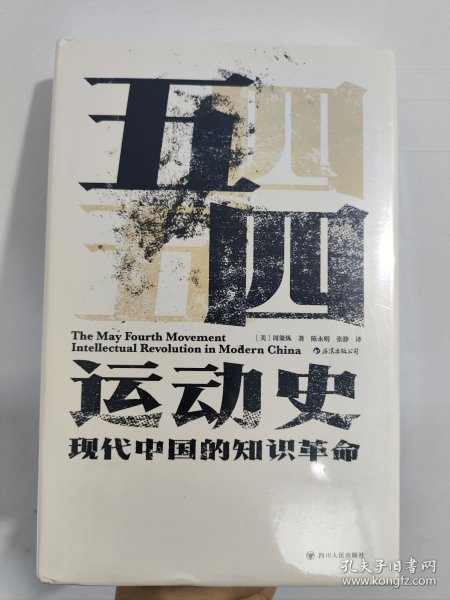 五四
五四
The May Fourth Movement
Intellectual Revolution in Modern China
[美] 周策纵 著 陈永明 张静 译
后浪出版公司
运动史
现代中国的知识革命
四川人民出版社
孔夫子旧书网
www.kongfz.com